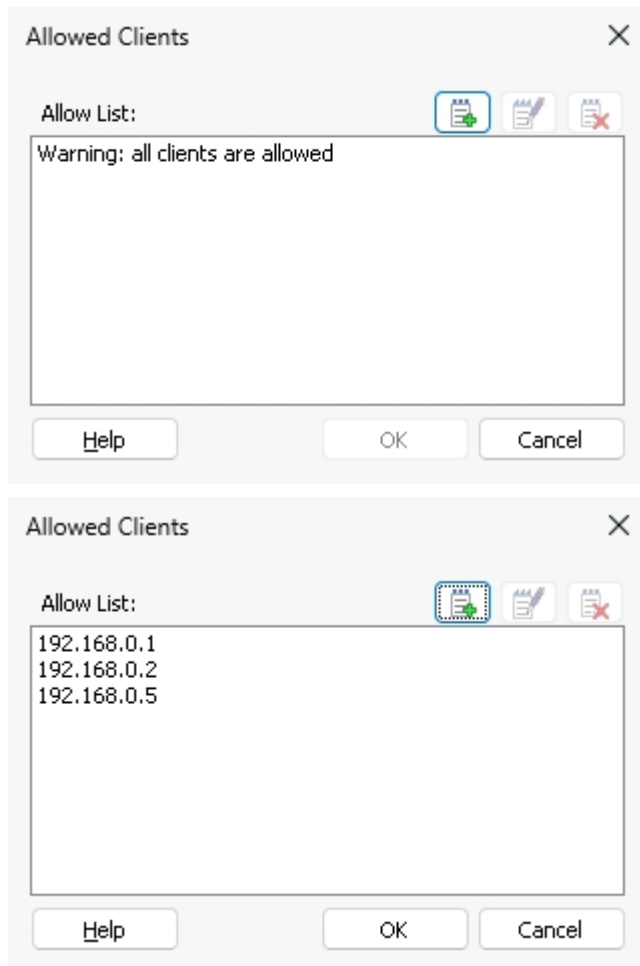 Allowed Clients
Allow List:
Warning: all clients are allowed
Help
OK
Cancel
Allowed Clients
Allow List:
192.168.0.1
192.168.0.2
192.168.0.5
Help
OK
Cancel